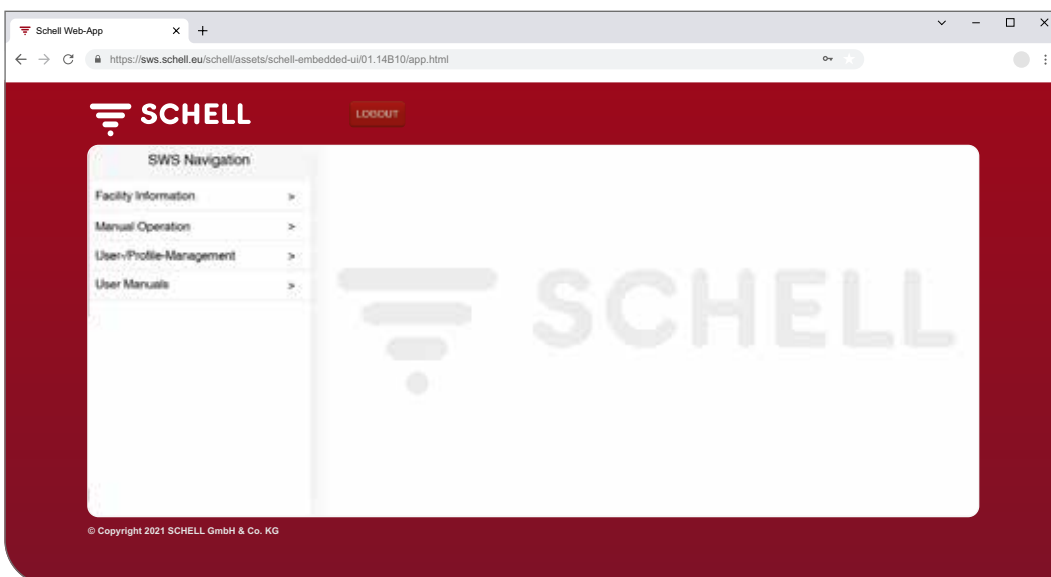 Schell Web-App
https://sws.schell.eu/schell/assets/schell-embedded-ui/01.14B10/app.html
SCHELL
LOGOUT
SWS Navigation
Facility Information >
Manual Operation >
User-/Profile-Management >
User Manuals >
SCHELL
© Copyright 2021 SCHELL GmbH & Co. KG